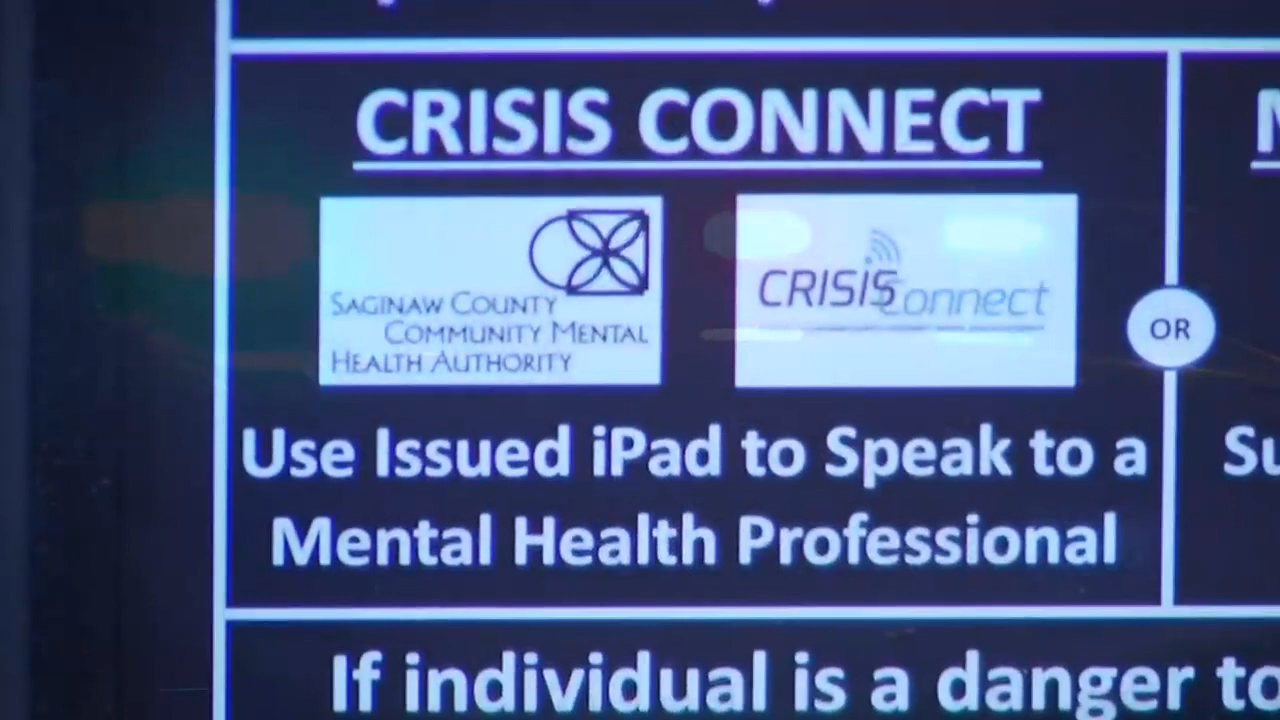 CRISIS CONNECT
SAGINAW COUNTY
COMMUNITY MENTAL
HEALTH AUTHORITY
CRISIS connect
OR
Use Issued iPad to Speak to a
Mental Health Professional
Su
If individual is a danger to